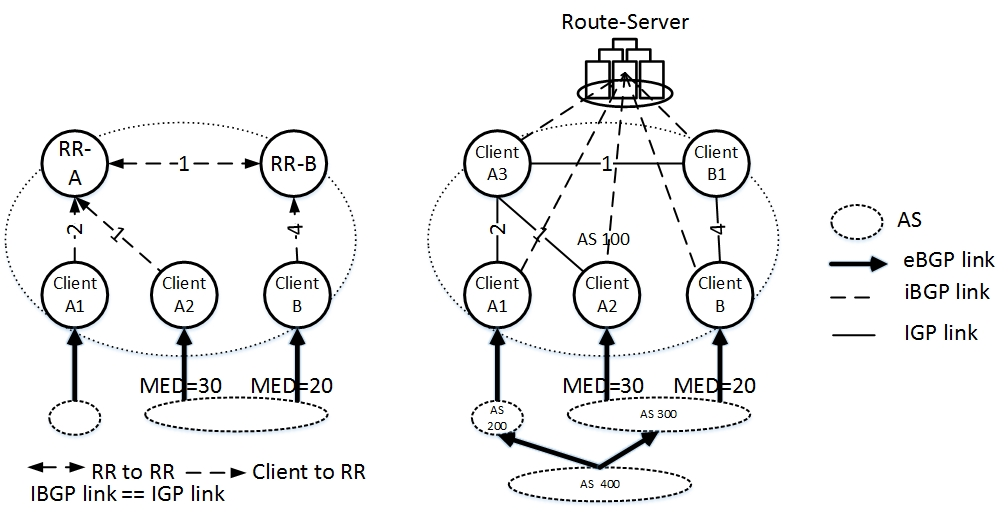 Route-Server
RR-
A
1
RR-B
Client
A3
1
Client
B1
2
1
4
2
1
AS 100
4
Client
A1
Client
A2
Client
B
Client
A1
Client
A2
Client
B
AS
eBGP link
iBGP link
IGP link
MED=30
MED=20
MED=30
MED=20
AS
200
AS 300
RR to RR
Client to RR
IBGP link == IGP link
AS 400